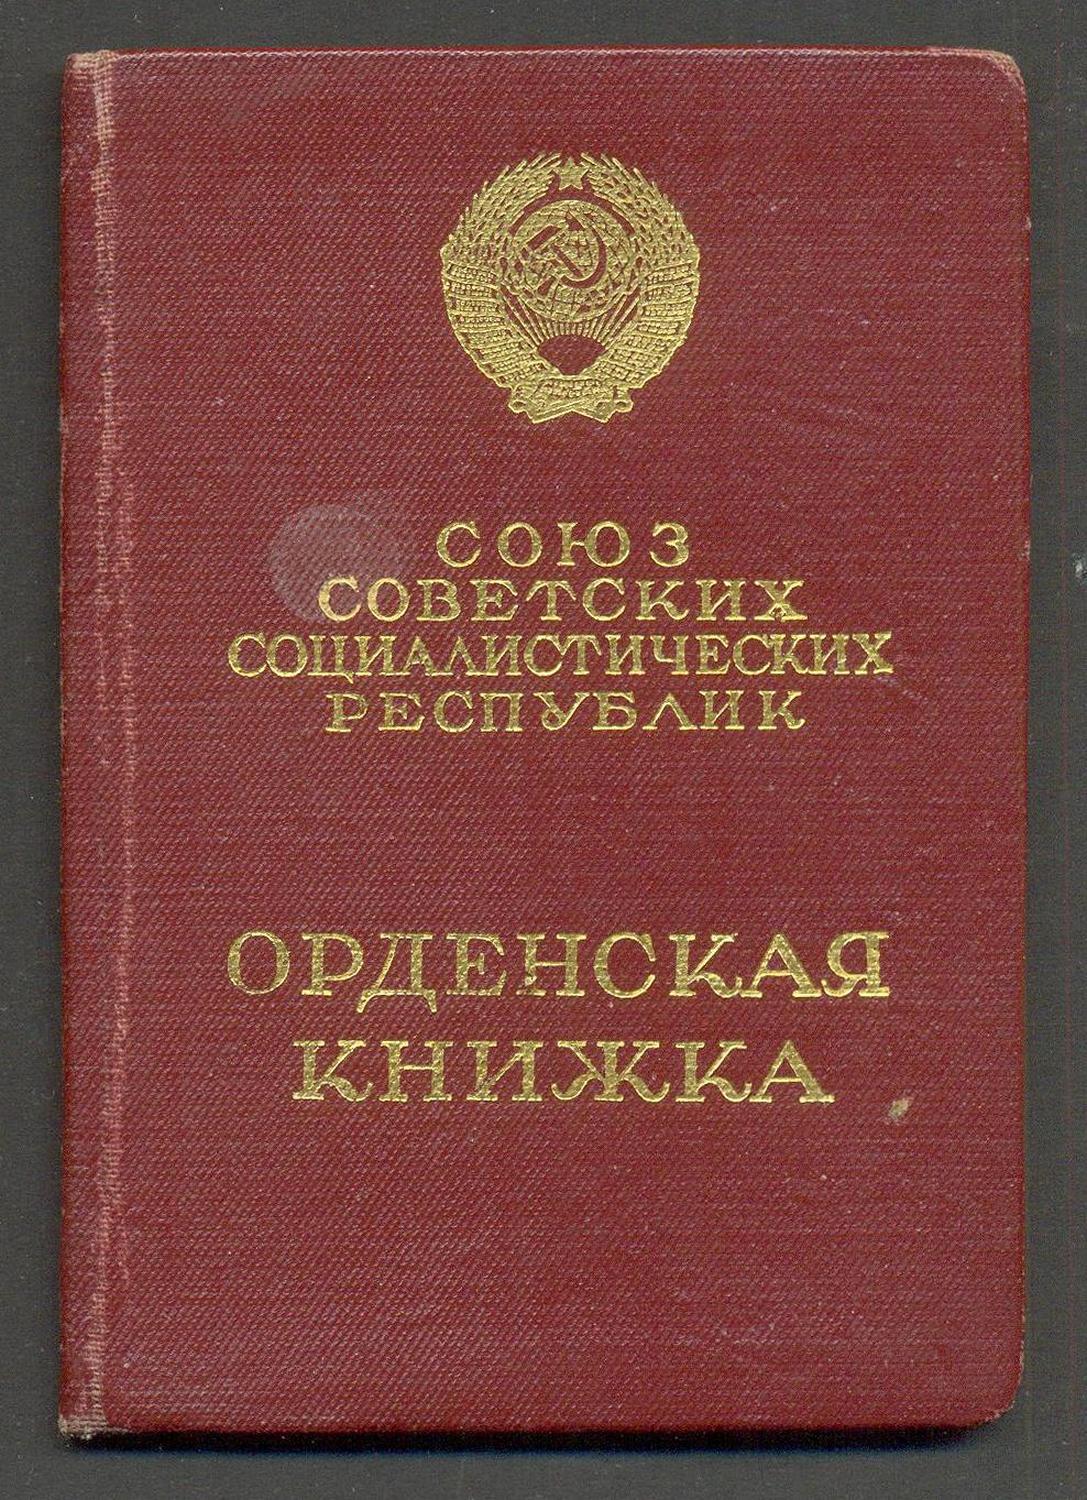 СОЮЗ
СОВЕТСКИХ
СОЦИАЛИСТИЧЕСКИХ
РЕСПУБЛИК
ОРДЕНСКАЯ
КНИЖКА